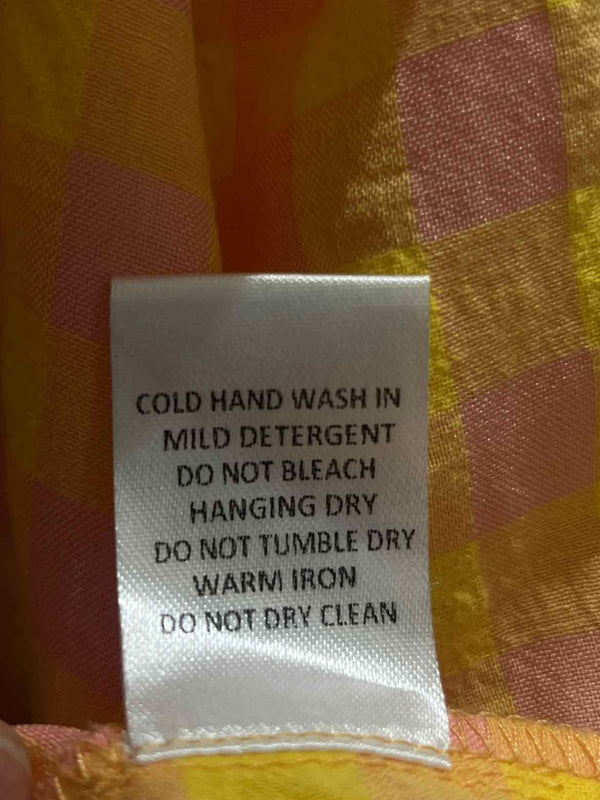 COLD HAND WASH IN
MILD DETERGENT
DO NOT BLEACH
HANGING DRY
DO NOT TUMBLE DRY
WARM IRON
DO NOT DRY CLEAN